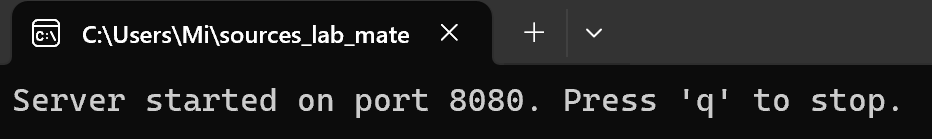 C:\Users\Mi\sources_lab_mate
Server started on port 8080. Press 'q' to stop.